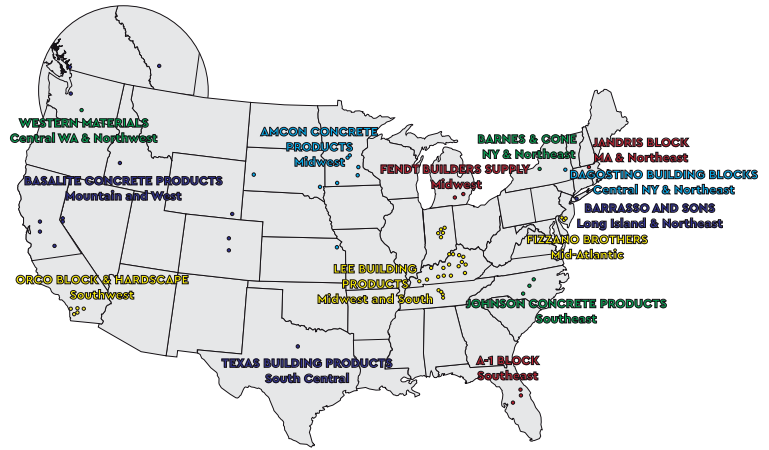 WESTERN MATERIALS
Central WA & Northwest
AMCON CONCRETE
PRODUCTS
Midwest
BARNES & CONE
NY & Northeast
JANDRIS BLOCK
MA & Northeast
FENDT BUILDERS SUPPLY
Midwest
DAGOSTINO BUILDING BLOCKS
Central NY & Northeast
BASALITE CONCRETE PRODUCTS
Mountain and West
BARRASSO AND SONS
Long Island & Northeast
FIZZANO BROTHERS
Mid-Atlantic
LEE BUILDING
PRODUCTS
Midwest and South
ORCO BLOCK & HARDSCAPE
Southwest
JOHNSON CONCRETE PRODUCTS
Southeast
TEXAS BUILDING PRODUCTS
South Central
A-1 BLOCK
Southeast